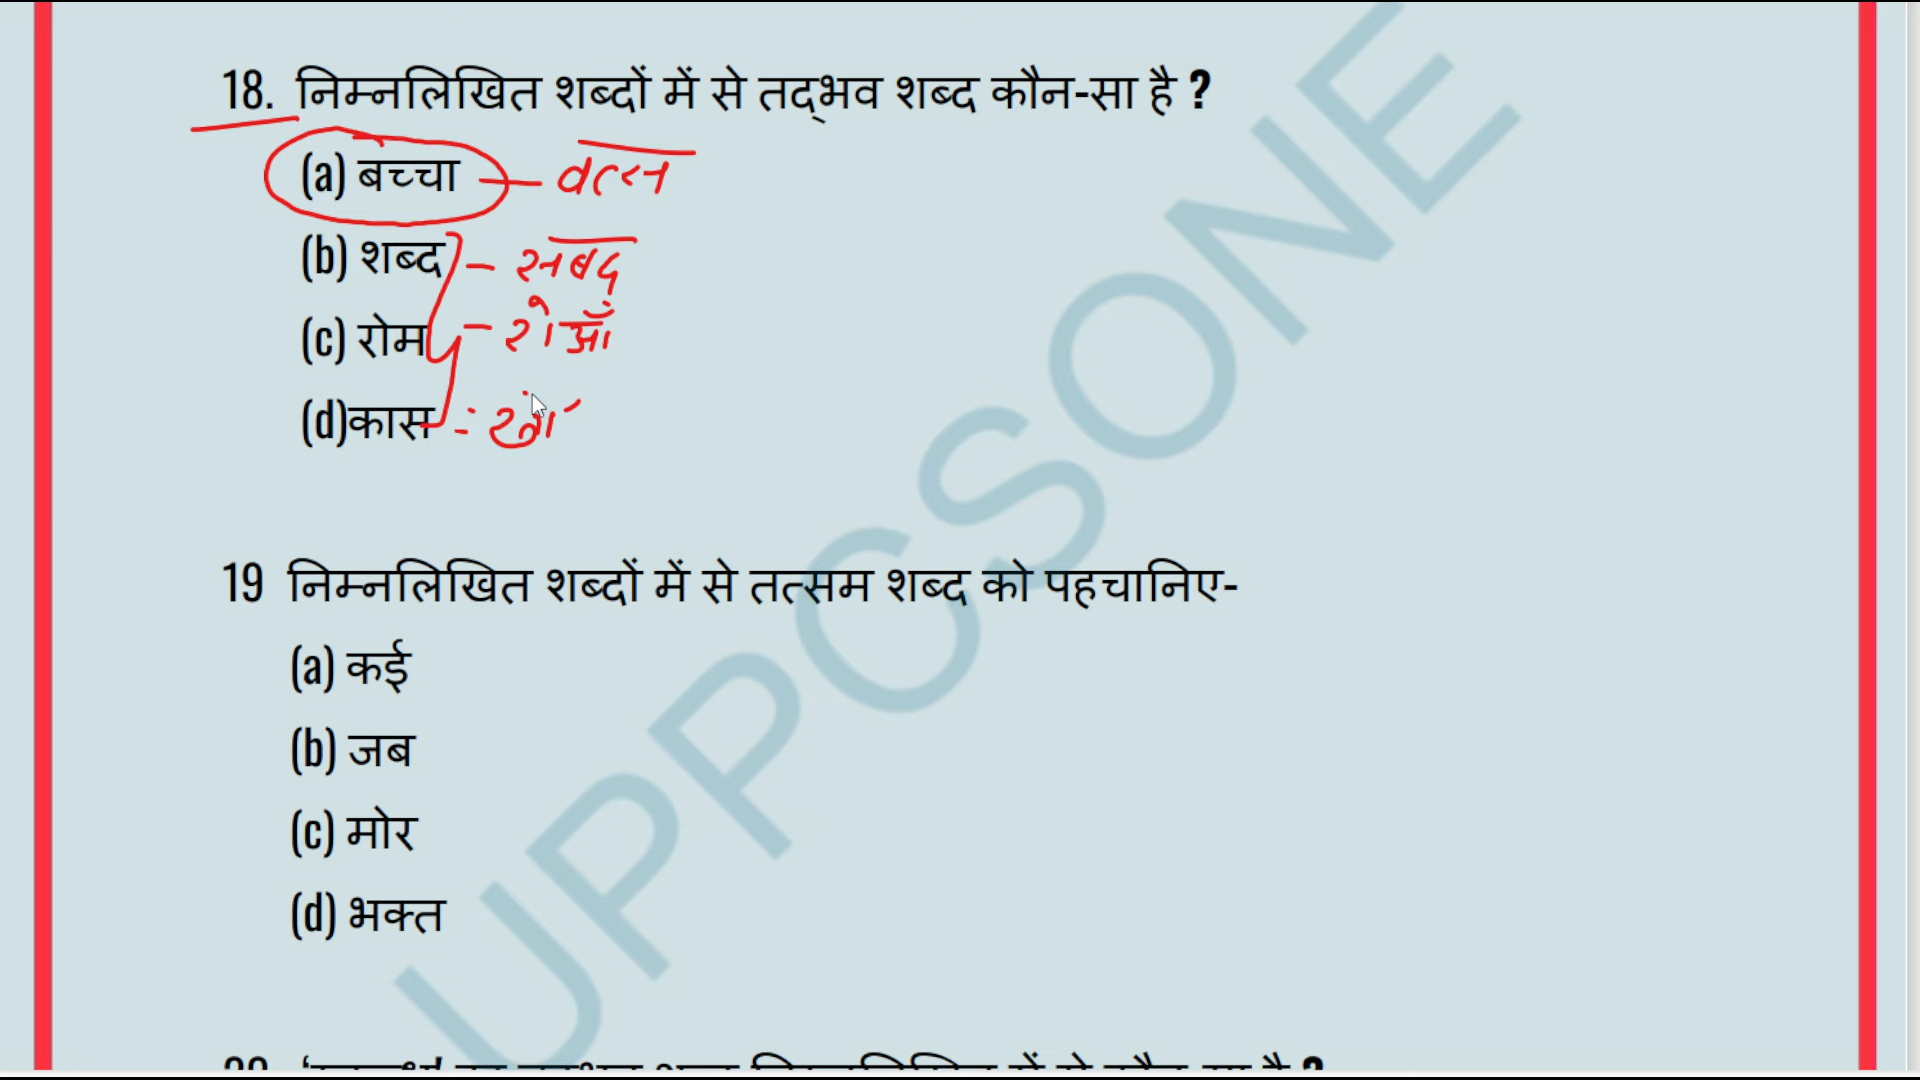 18. निम्नलिखित शब्दों में से तद्भव शब्द कौन-सा है ?
(a) बच्चा – वत्स
(b) शब्द – सबद
(c) रोम – रोआँ
(d)कास
19 निम्नलिखित शब्दों में से तत्सम शब्द को पहचानिए-
(a) कई
(b) जब
(c) मोर
(d) भक्त
UPPCSONE